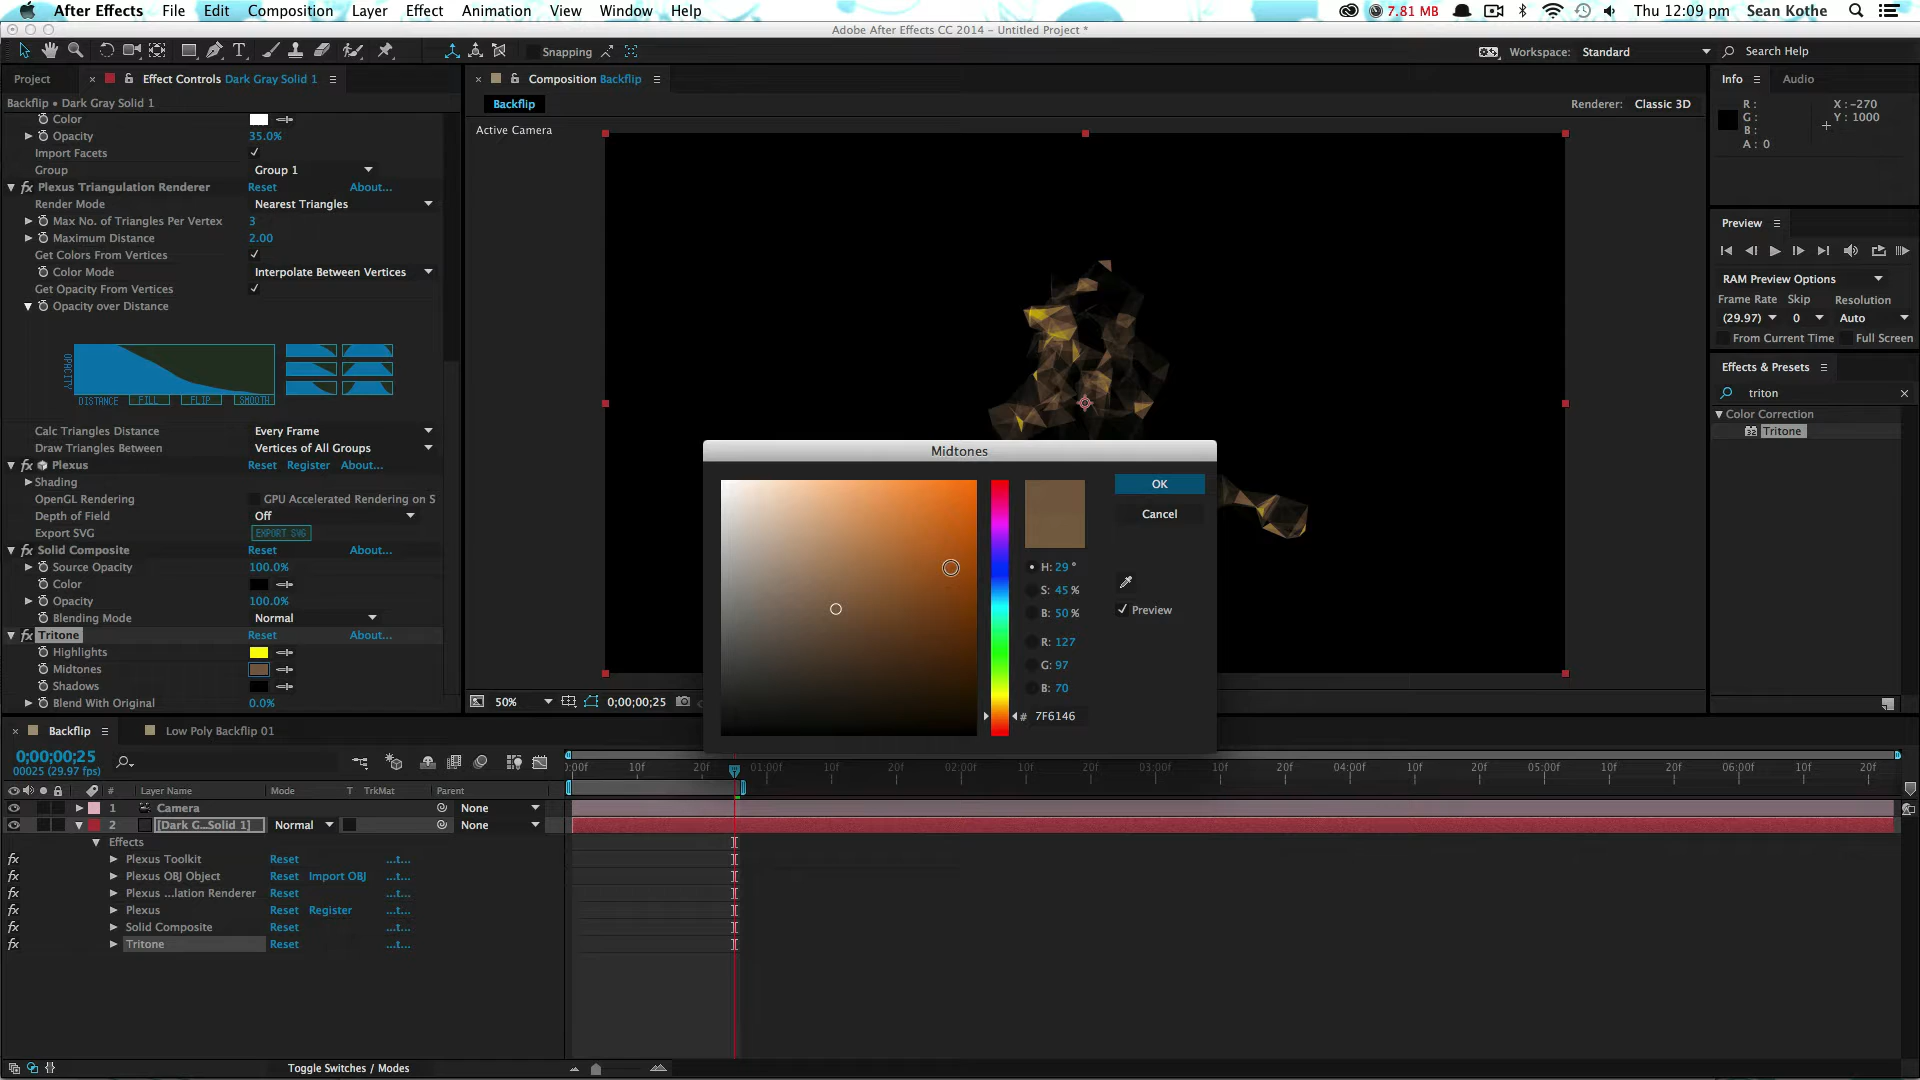 After Effects File Edit Composition Layer Effect Animation View Window Help 7.81 MB Thu 12:09 pm Sean Kothe
Adobe After Effects CC 2014 – Untitled Project *
Snapping Workspace: Standard Search Help
Project Effect Controls Dark Gray Solid 1 Composition Backflip Info Audio
Backflip • Dark Gray Solid 1 Backflip Renderer: Classic 3D
Active Camera
R : X : -270
G : Y : 1000
B :
A : 0
Color
Opacity 35.0%
Import Facets
Group Group 1
Plexus Triangulation Renderer Reset About...
Render Mode Nearest Triangles
Max No. of Triangles Per Vertex 3
Maximum Distance 2.00
Get Colors From Vertices
Color Mode Interpolate Between Vertices
Get Opacity From Vertices
Opacity over Distance
OPACITY
DISTANCE FILL FLIP SMOOTH
Calc Triangles Distance Every Frame
Draw Triangles Between Vertices of All Groups
Plexus Reset Register About...
Shading
OpenGL Rendering GPU Accelerated Rendering on S
Depth of Field Off
Export SVG EXPORT SVG
Solid Composite Reset About...
Source Opacity 100.0%
Color
Opacity 100.0%
Blending Mode Normal
Tritone Reset About...
Highlights
Midtones
Shadows
Blend With Original 0.0%
Preview
RAM Preview Options
Frame Rate Skip Resolution
(29.97) 0 Auto
From Current Time Full Screen
Effects & Presets
triton
Color Correction
32 Tritone
Midtones
OK
Cancel
H: 29 °
S: 45 %
B: 50 %
Preview
R: 127
G: 97
B: 70
# 7F6146
50% 0;00;00;25
Backflip Low Poly Backflip 01
0;00;00;25
00025 (29.97 fps)
0:00f 10f 20f 01:00f 10f 20f 02:00f 10f 20f 03:00f 10f 20f 04:00f 10f 20f 05:00f 10f 20f 06:00f 10f 20f
# Layer Name Mode T TrkMat Parent
1 Camera None
2 [Dark G...Solid 1] Normal None
Effects
fx Plexus Toolkit Reset ...t...
fx Plexus OBJ Object Reset Import OBJ ...t...
fx Plexus ...lation Renderer Reset ...t...
fx Plexus Reset Register ...t...
fx Solid Composite Reset ...t...
fx Tritone Reset ...t...
Toggle Switches / Modes